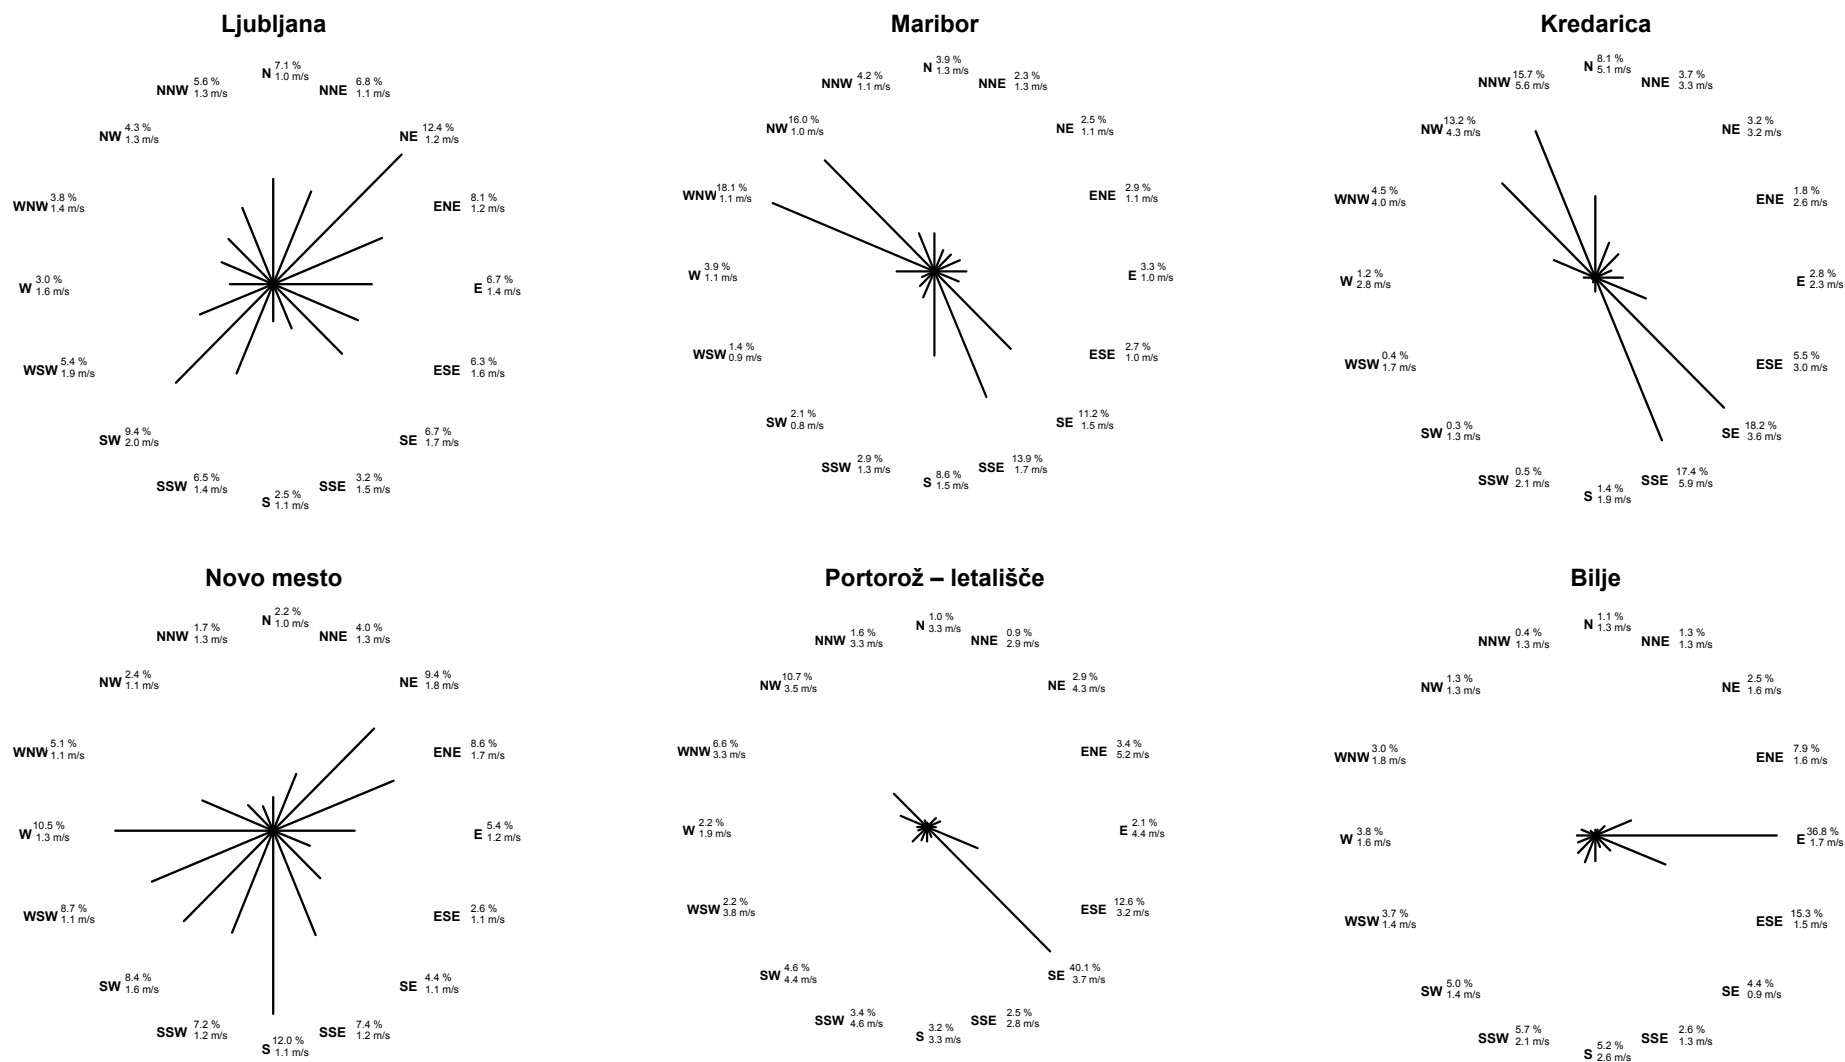 Ljubljana
N 7.1 %
1.0 m/s
NNE 6.8 %
1.1 m/s
NE 12.4 %
1.2 m/s
ENE 8.1 %
1.2 m/s
E 6.7 %
1.4 m/s
ESE 6.3 %
1.6 m/s
SE 6.7 %
1.7 m/s
SSE 3.2 %
1.5 m/s
S 2.5 %
1.1 m/s
SSW 6.5 %
1.4 m/s
SW 9.4 %
2.0 m/s
WSW 5.4 %
1.9 m/s
W 3.0 %
1.6 m/s
WNW 3.8 %
1.4 m/s
NW 4.3 %
1.3 m/s
NNW 5.6 %
1.3 m/s
Maribor
N 3.9 %
1.3 m/s
NNE 2.3 %
1.3 m/s
NE 2.5 %
1.1 m/s
ENE 2.9 %
1.1 m/s
E 3.3 %
1.0 m/s
ESE 2.7 %
1.0 m/s
SE 11.2 %
1.5 m/s
SSE 13.9 %
1.7 m/s
S 8.6 %
1.5 m/s
SSW 2.9 %
1.3 m/s
SW 2.1 %
0.8 m/s
WSW 1.4 %
0.9 m/s
W 3.9 %
1.1 m/s
WNW 18.1 %
1.1 m/s
NW 16.0 %
1.0 m/s
NNW 4.2 %
1.1 m/s
Kredarica
N 8.1 %
5.1 m/s
NNE 3.7 %
3.3 m/s
NE 3.2 %
3.2 m/s
ENE 1.8 %
2.6 m/s
E 2.8 %
2.3 m/s
ESE 5.5 %
3.0 m/s
SE 18.2 %
3.6 m/s
SSE 17.4 %
5.9 m/s
S 1.4 %
1.9 m/s
SSW 0.5 %
2.1 m/s
SW 0.3 %
1.3 m/s
WSW 0.4 %
1.7 m/s
W 1.2 %
2.8 m/s
WNW 4.5 %
4.0 m/s
NW 13.2 %
4.3 m/s
NNW 15.7 %
5.6 m/s
Novo mesto
N 2.2 %
1.0 m/s
NNE 4.0 %
1.3 m/s
NE 9.4 %
1.8 m/s
ENE 8.6 %
1.7 m/s
E 5.4 %
1.2 m/s
ESE 2.6 %
1.1 m/s
SE 4.4 %
1.1 m/s
SSE 7.4 %
1.2 m/s
S 12.0 %
1.1 m/s
SSW 7.2 %
1.2 m/s
SW 8.4 %
1.6 m/s
WSW 8.7 %
1.1 m/s
W 10.5 %
1.3 m/s
WNW 5.1 %
1.1 m/s
NW 2.4 %
1.1 m/s
NNW 1.7 %
1.3 m/s
Portorož – letališče
N 1.0 %
3.3 m/s
NNE 0.9 %
2.9 m/s
NE 2.9 %
4.3 m/s
ENE 3.4 %
5.2 m/s
E 2.1 %
4.4 m/s
ESE 12.6 %
3.2 m/s
SE 40.1 %
3.7 m/s
SSE 2.5 %
2.8 m/s
S 3.2 %
3.3 m/s
SSW 3.4 %
4.6 m/s
SW 4.6 %
4.4 m/s
WSW 2.2 %
3.8 m/s
W 2.2 %
1.9 m/s
WNW 6.6 %
3.3 m/s
NW 10.7 %
3.5 m/s
NNW 1.6 %
3.3 m/s
Bilje
N 1.1 %
1.3 m/s
NNE 1.3 %
1.3 m/s
NE 2.5 %
1.6 m/s
ENE 7.9 %
1.6 m/s
E 36.8 %
1.7 m/s
ESE 15.3 %
1.5 m/s
SE 4.4 %
0.9 m/s
SSE 2.6 %
1.3 m/s
S 5.2 %
2.6 m/s
SSW 5.7 %
2.1 m/s
SW 5.0 %
1.4 m/s
WSW 3.7 %
1.4 m/s
W 3.8 %
1.6 m/s
WNW 3.0 %
1.8 m/s
NW 1.3 %
1.3 m/s
NNW 0.4 %
1.3 m/s